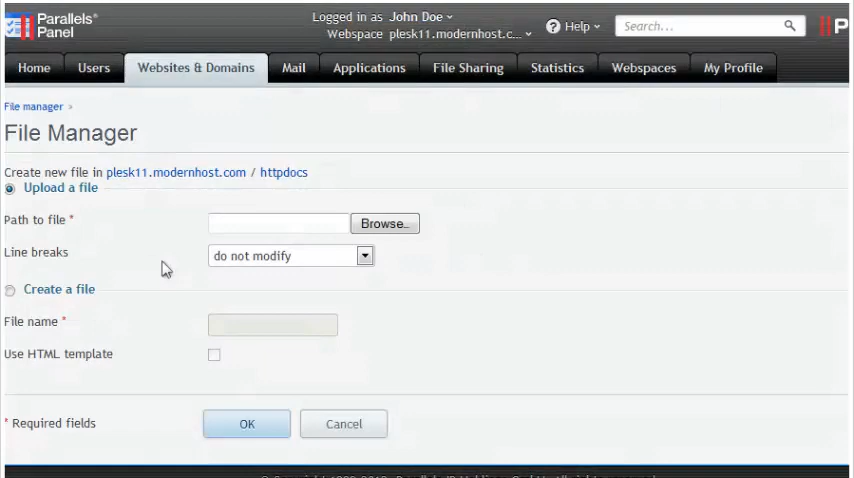 Parallels®
Panel
Logged in as John Doe
Webspace plesk11.modernhost.c...
Help
Search...
P
Home Users Websites & Domains Mail Applications File Sharing Statistics Webspaces My Profile
File manager »
File Manager
Create new file in plesk11.modernhost.com / httpdocs
Upload a file
Path to file *
Browse...
Line breaks
do not modify
Create a file
File name *
Use HTML template
* Required fields
OK
Cancel